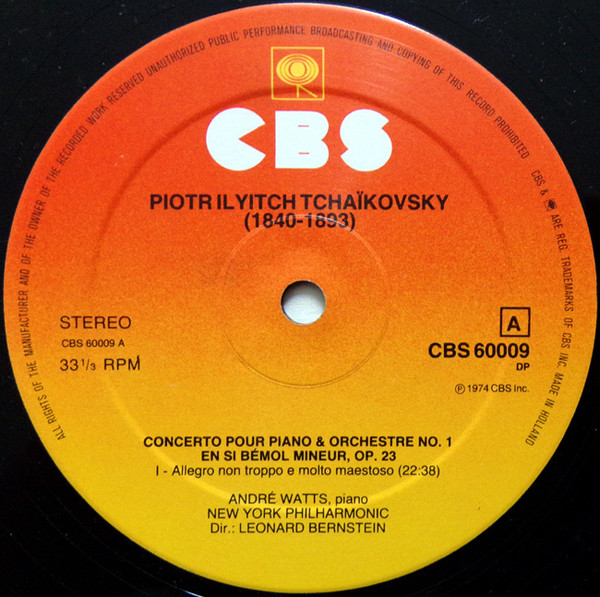 ALL RIGHTS OF THE MANUFACTURER AND OF THE OWNER OF THE RECORDED WORK RESERVED UNAUTHORIZED PUBLIC PERFORMANCE BROADCASTING AND COPYING OF THIS RECORD PROHIBITED
CBS & ARE REG. TRADEMARKS OF CBS INC. MADE IN HOLLAND
CBS
PIOTR ILYITCH TCHAÏKOVSKY
(1840-1893)
STEREO
CBS 60009 A
33 1/3 RPM
A
CBS 60009
DP
Ⓟ 1974 CBS Inc.
CONCERTO POUR PIANO & ORCHESTRE NO. 1
EN SI BÉMOL MINEUR, OP. 23
I - Allegro non troppo e molto maestoso (22:38)
ANDRÉ WATTS, piano
NEW YORK PHILHARMONIC
Dir.: LEONARD BERNSTEIN